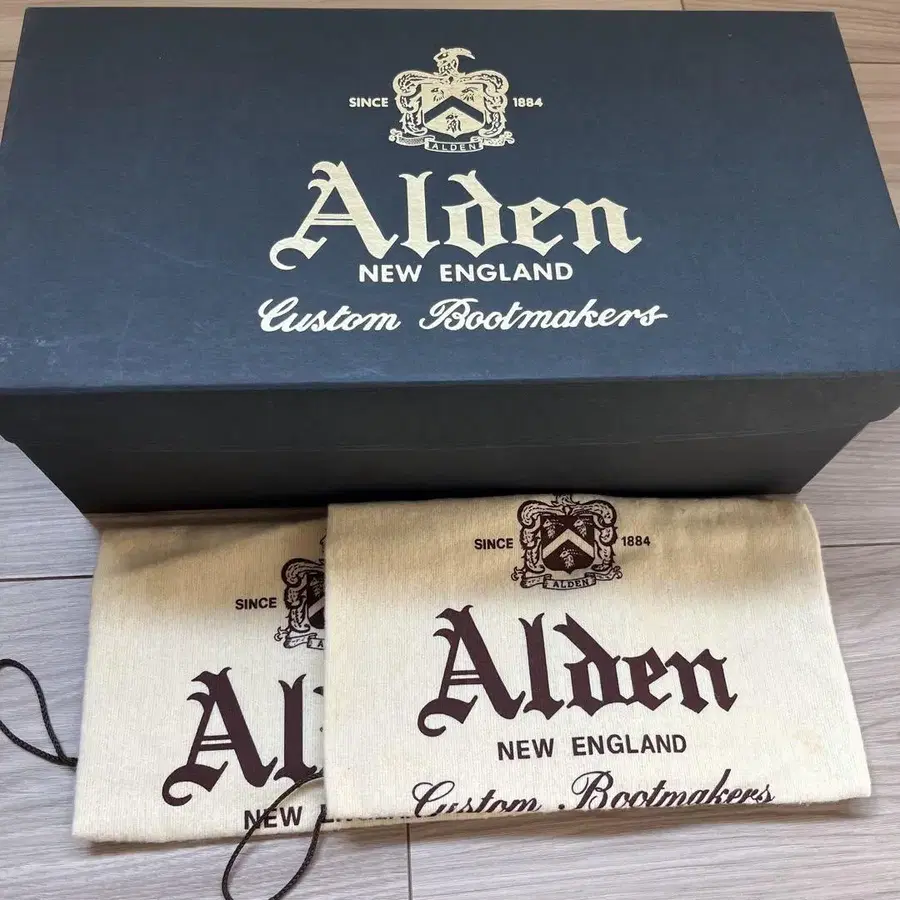 SINCE 1884
ALDEN
Alden
NEW ENGLAND
Custom Bootmakers
SINCE 1884
ALDEN
Alden
NEW ENGLAND
Custom Bootmakers
SINCE
A
Al
NEW E